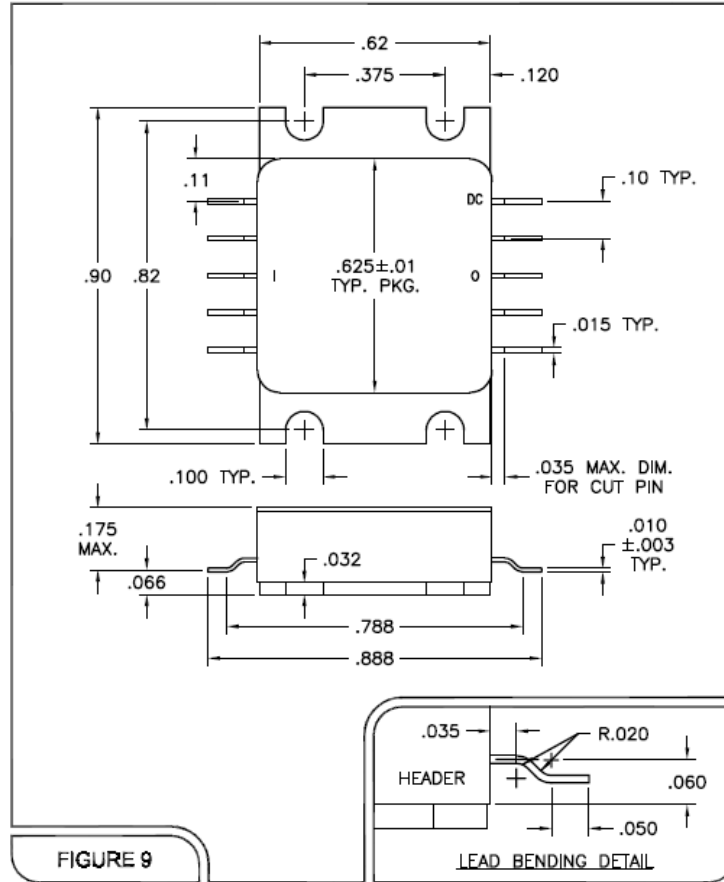 .62
.375
.120
.11
DC
.10 TYP.
.90
.82
.625±.01
TYP. PKG.
I
O
.015 TYP.
.100 TYP.
.035 MAX. DIM.
FOR CUT PIN
.175
MAX.
.032
.010
±.003
TYP.
.066
.788
.888
.035
R.020
HEADER
.060
.050
FIGURE 9
LEAD BENDING DETAIL